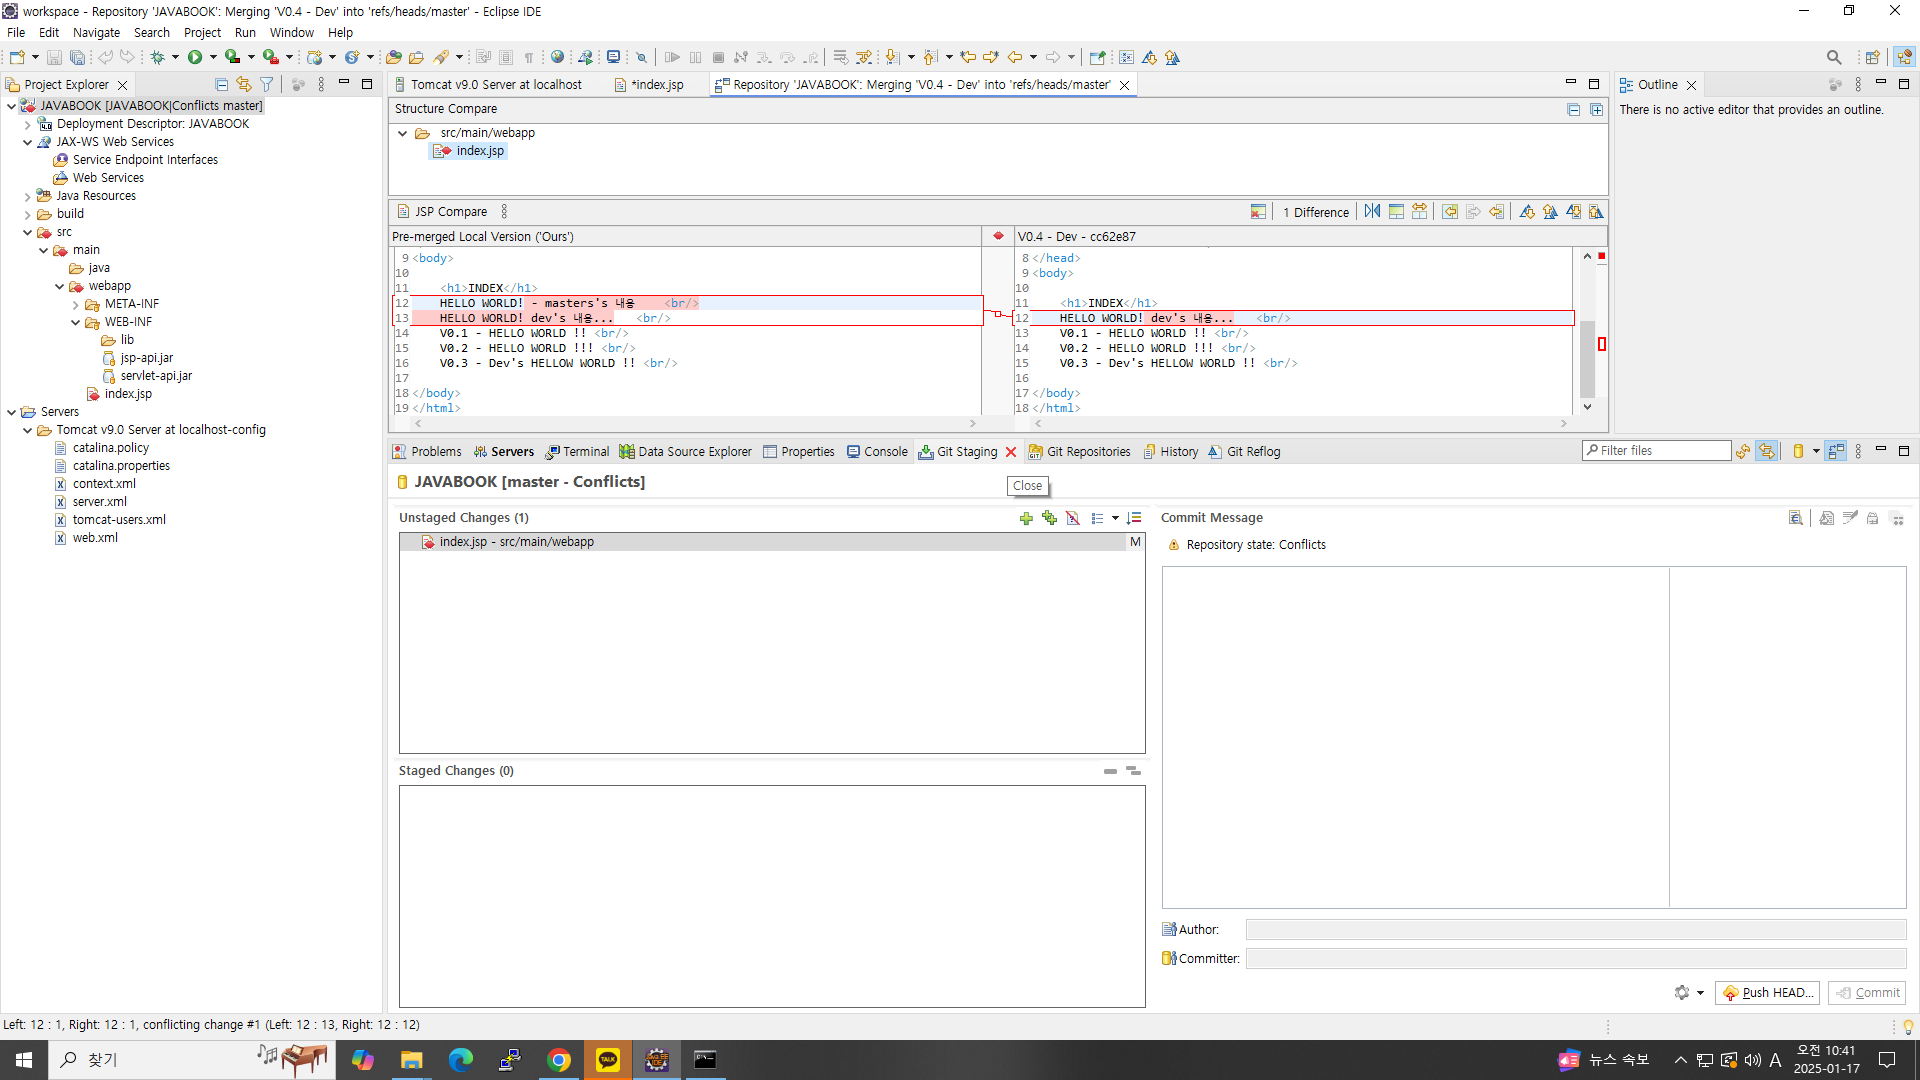 workspace - Repository 'JAVABOOK': Merging 'V0.4 - Dev' into 'refs/heads/master' - Eclipse IDE
File Edit Navigate Search Project Run Window Help
Project Explorer
JAVABOOK [JAVABOOK|Conflicts master]
Deployment Descriptor: JAVABOOK
JAX-WS Web Services
Service Endpoint Interfaces
Web Services
Java Resources
build
src
main
java
webapp
META-INF
WEB-INF
lib
jsp-api.jar
servlet-api.jar
index.jsp
Servers
Tomcat v9.0 Server at localhost-config
catalina.policy
catalina.properties
context.xml
server.xml
tomcat-users.xml
web.xml
Tomcat v9.0 Server at localhost
*index.jsp
Repository 'JAVABOOK': Merging 'V0.4 - Dev' into 'refs/heads/master'
Structure Compare
src/main/webapp
index.jsp
JSP Compare
1 Difference
Pre-merged Local Version ('Ours')
9 <body>
10
11 <h1>INDEX</h1>
12 HELLO WORLD! - masters's 내용 <br/>
13 HELLO WORLD! dev's 내용... <br/>
14 V0.1 - HELLO WORLD !! <br/>
15 V0.2 - HELLO WORLD !!! <br/>
16 V0.3 - Dev's HELLOW WORLD !! <br/>
17
18 </body>
19 </html>
V0.4 - Dev - cc62e87
8 </head>
9 <body>
10
11 <h1>INDEX</h1>
12 HELLO WORLD! dev's 내용... <br/>
13 V0.1 - HELLO WORLD !! <br/>
14 V0.2 - HELLO WORLD !!! <br/>
15 V0.3 - Dev's HELLOW WORLD !! <br/>
16
17 </body>
18 </html>
Outline
There is no active editor that provides an outline.
Problems Servers Terminal Data Source Explorer Properties Console Git Staging Git Repositories History Git Reflog
Filter files
JAVABOOK [master - Conflicts]
Close
Unstaged Changes (1)
index.jsp - src/main/webapp M
Staged Changes (0)
Commit Message
Repository state: Conflicts
Author:
Committer:
Push HEAD... Commit
Left: 12 : 1, Right: 12 : 1, conflicting change #1 (Left: 12 : 13, Right: 12 : 12)
찾기
TALK
Java EE
IDE
뉴스 속보
A
오전 10:41
2025-01-17